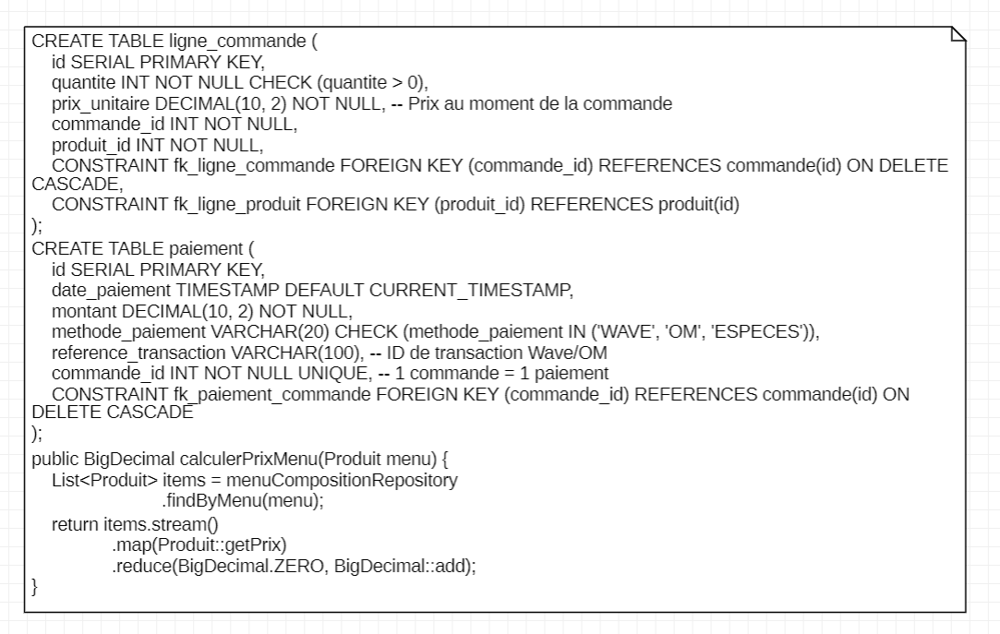 CREATE TABLE ligne_commande (
    id SERIAL PRIMARY KEY,
    quantite INT NOT NULL CHECK (quantite > 0),
    prix_unitaire DECIMAL(10, 2) NOT NULL, -- Prix au moment de la commande
    commande_id INT NOT NULL,
    produit_id INT NOT NULL,
    CONSTRAINT fk_ligne_commande FOREIGN KEY (commande_id) REFERENCES commande(id) ON DELETE
CASCADE,
    CONSTRAINT fk_ligne_produit FOREIGN KEY (produit_id) REFERENCES produit(id)
);
CREATE TABLE paiement (
    id SERIAL PRIMARY KEY,
    date_paiement TIMESTAMP DEFAULT CURRENT_TIMESTAMP,
    montant DECIMAL(10, 2) NOT NULL,
    methode_paiement VARCHAR(20) CHECK (methode_paiement IN ('WAVE', 'OM', 'ESPECES')),
    reference_transaction VARCHAR(100), -- ID de transaction Wave/OM
    commande_id INT NOT NULL UNIQUE, -- 1 commande = 1 paiement
    CONSTRAINT fk_paiement_commande FOREIGN KEY (commande_id) REFERENCES commande(id) ON
DELETE CASCADE
);
public BigDecimal calculerPrixMenu(Produit menu) {
    List<Produit> items = menuCompositionRepository
                          .findByMenu(menu);
    return items.stream()
                .map(Produit::getPrix)
                .reduce(BigDecimal.ZERO, BigDecimal::add);
}